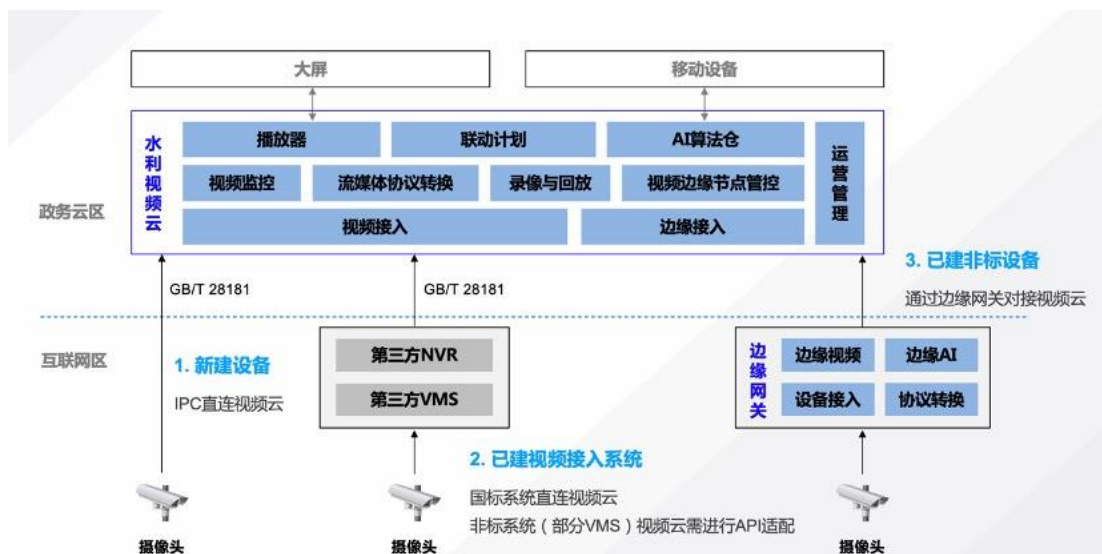 大屏
移动设备
水利视频云
播放器
联动计划
AI算法仓
运营管理
视频监控
流媒体协议转换
录像与回放
视频边缘节点管控
视频接入
边缘接入
政务云区
GB/T 28181
GB/T 28181
3. 已建非标设备
通过边缘网关对接视频云
互联网区
1. 新建设备
IPC直连视频云
第三方NVR
第三方VMS
边缘网关
边缘视频
边缘AI
设备接入
协议转换
2. 已建视频接入系统
国标系统直连视频云
非标系统（部分VMS）视频云需进行API适配
摄像头
摄像头
摄像头